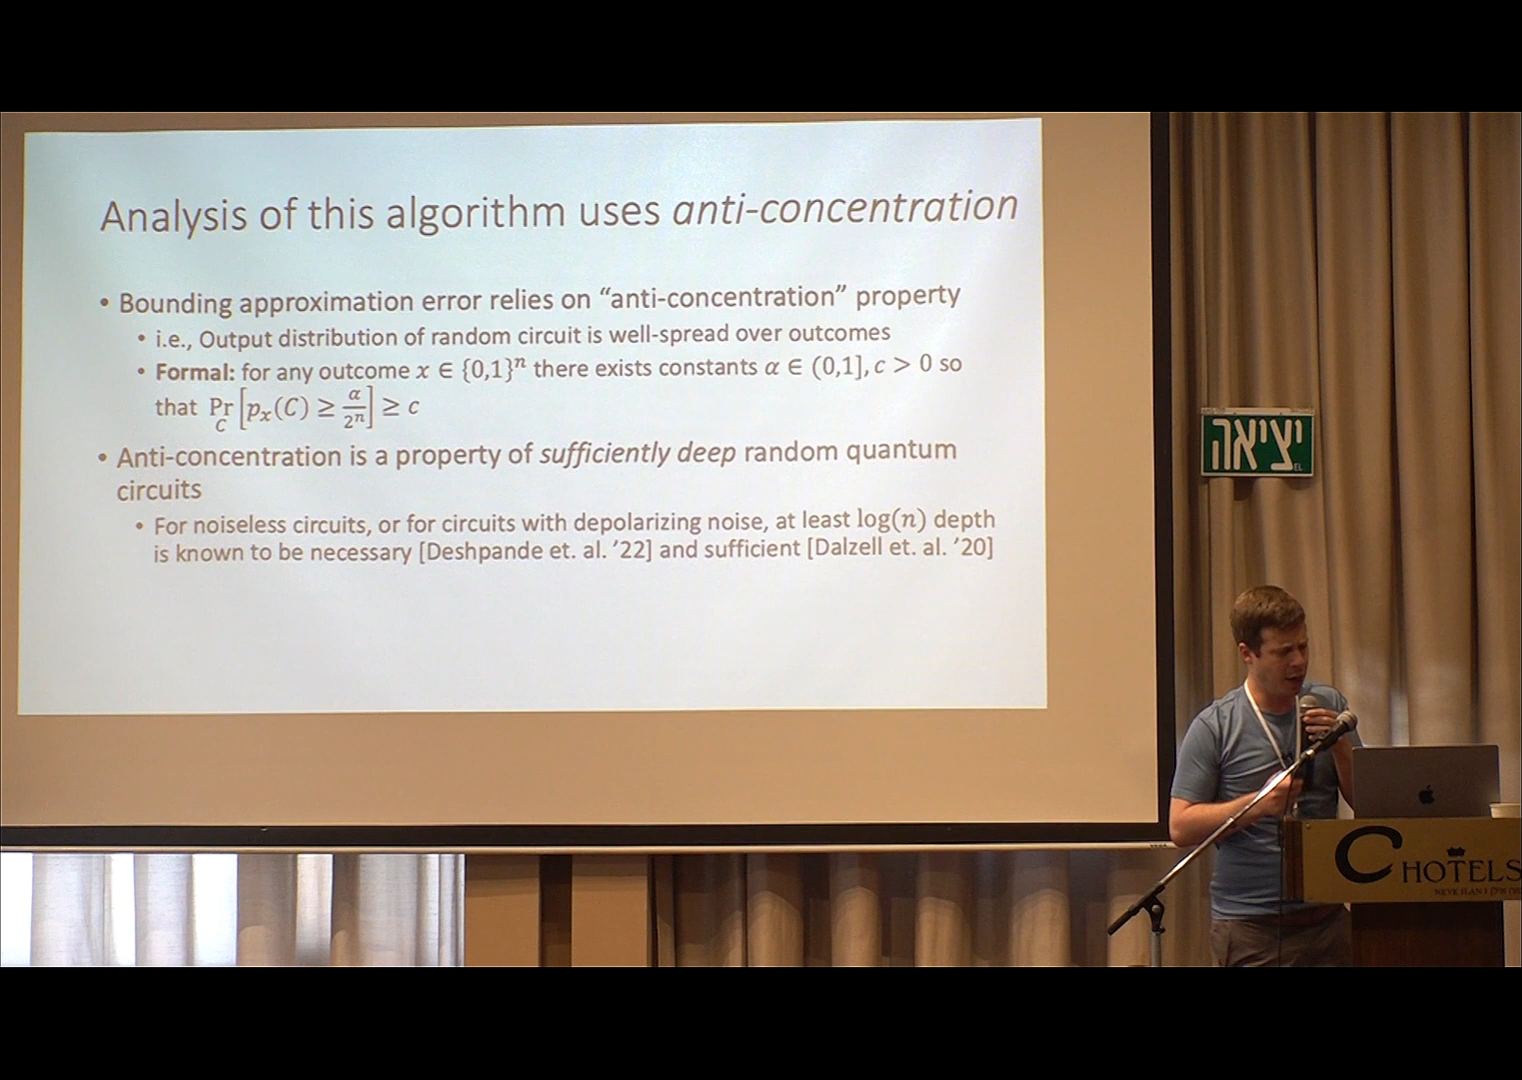 Analysis of this algorithm uses anti-concentration
• Bounding approximation error relies on “anti-concentration” property
• i.e., Output distribution of random circuit is well-spread over outcomes
• Formal: for any outcome x ∈ {0,1}ⁿ there exists constants α ∈ (0,1], c > 0 so
that Pr_C [pₓ(C) ≥ α/2ⁿ] ≥ c
• Anti-concentration is a property of sufficiently deep random quantum
circuits
• For noiseless circuits, or for circuits with depolarizing noise, at least log(n) depth
is known to be necessary [Deshpande et. al. ’22] and sufficient [Dalzell et. al. ’20]
יציאה
C HOTELS